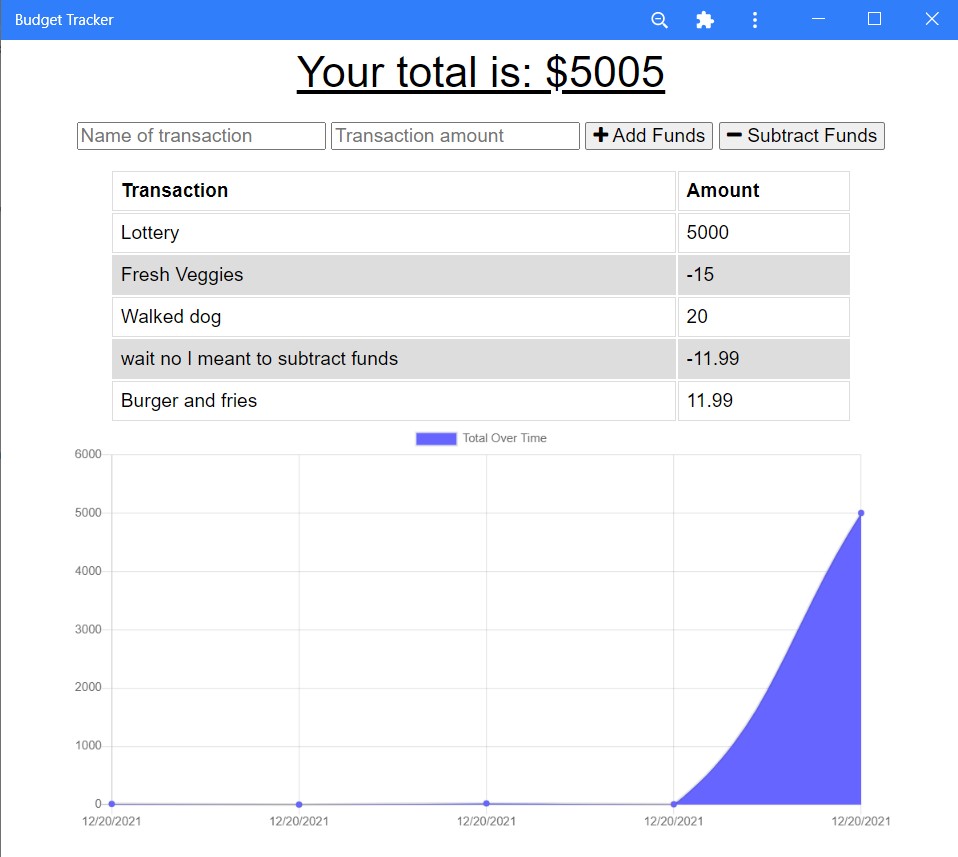 Budget Tracker
Your total is: $5005
Name of transaction Transaction amount Add Funds Subtract Funds
Transaction Amount
Lottery 5000
Fresh Veggies -15
Walked dog 20
wait no I meant to subtract funds -11.99
Burger and fries 11.99
Total Over Time
6000
5000
4000
3000
2000
1000
0
12/20/2021 12/20/2021 12/20/2021 12/20/2021 12/20/2021